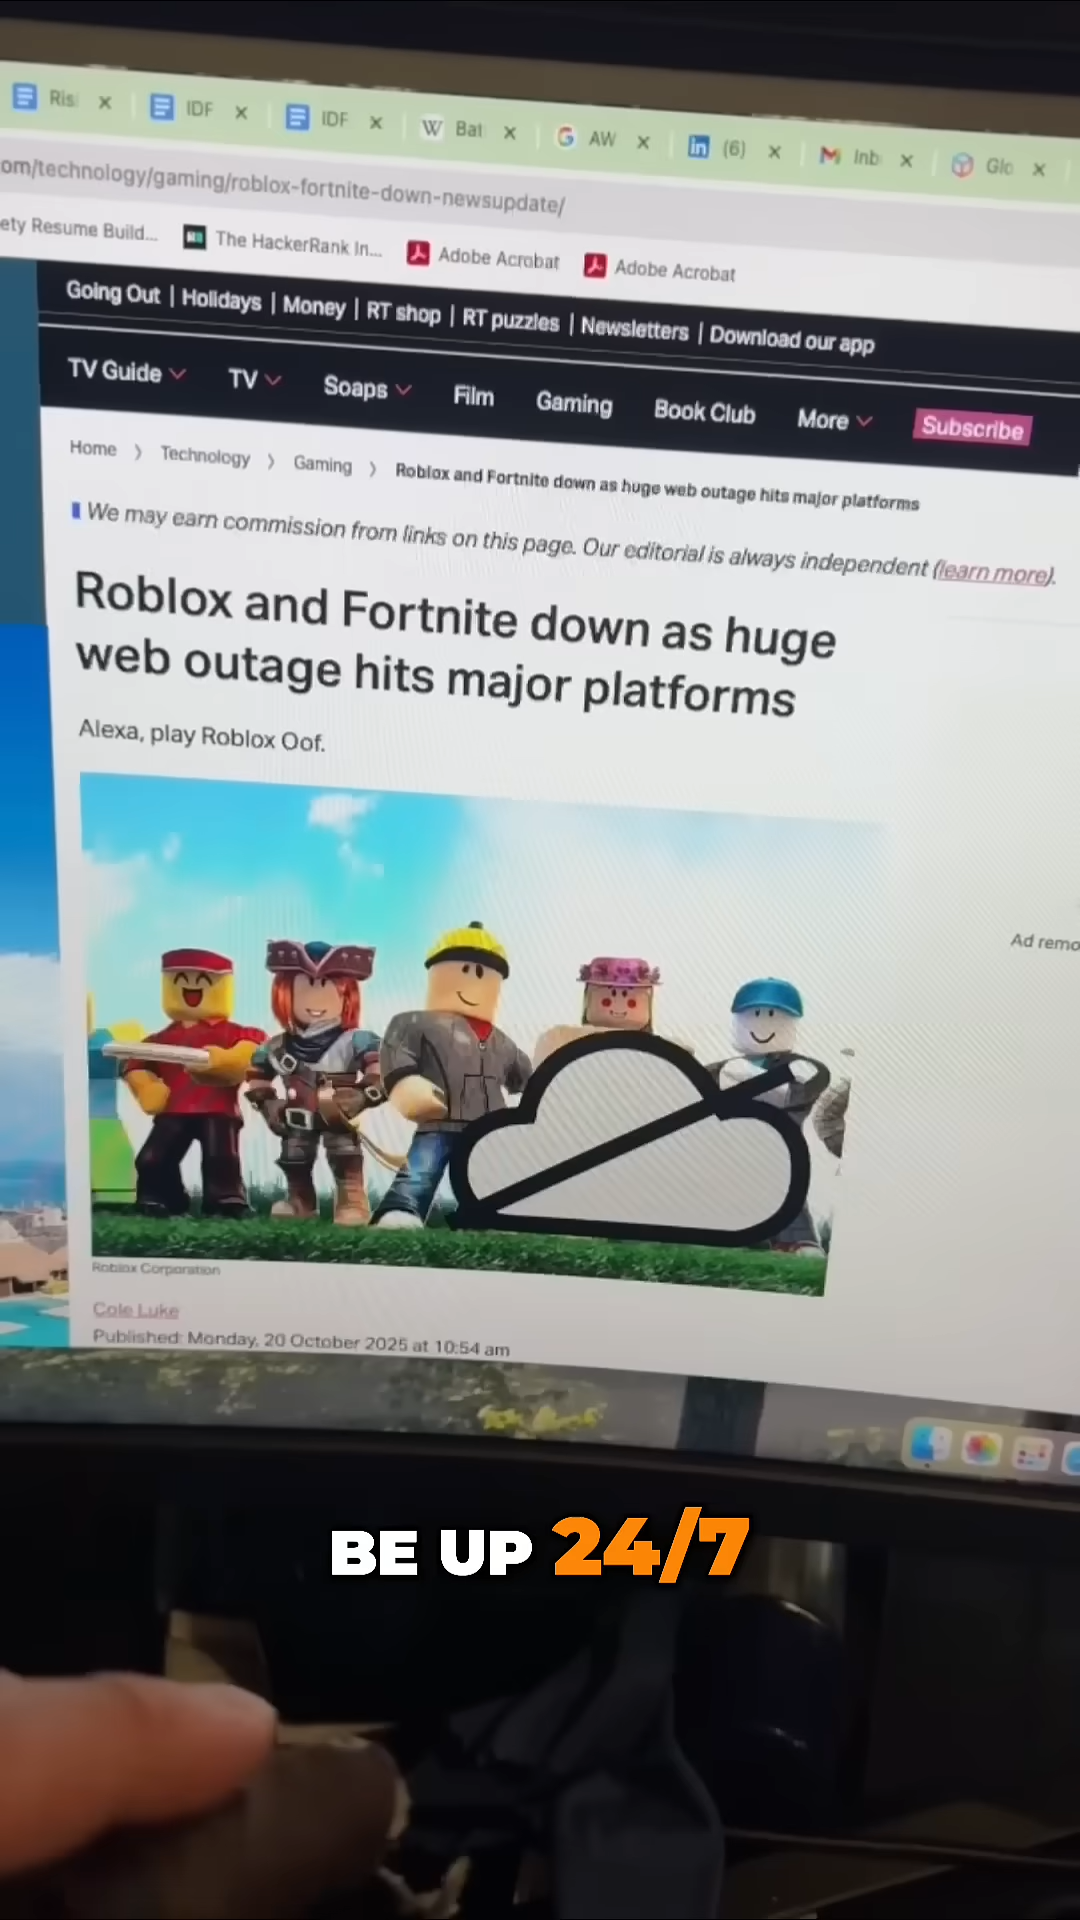 Ris
IDF
IDF
W
Bat
AW
in
(6)
Inb
Glo
om/technology/gaming/roblox-fortnite-down-newsupdate/
ety Resume Build...
The HackerRank In...
Adobe Acrobat
Adobe Acrobat
Going Out | Holidays | Money | RT shop | RT puzzles | Newsletters | Download our app
TV Guide
TV
Soaps
Film
Gaming
Book Club
More
Subscribe
Home > Technology > Gaming > Roblox and Fortnite down as huge web outage hits major platforms
We may earn commission from links on this page. Our editorial is always independent (learn more).
Roblox and Fortnite down as huge
web outage hits major platforms
Alexa, play Roblox Oof.
Ad remo
Roblox Corporation
Cole Luke
Published: Monday, 20 October 2025 at 10:54 am
BE UP 24/7